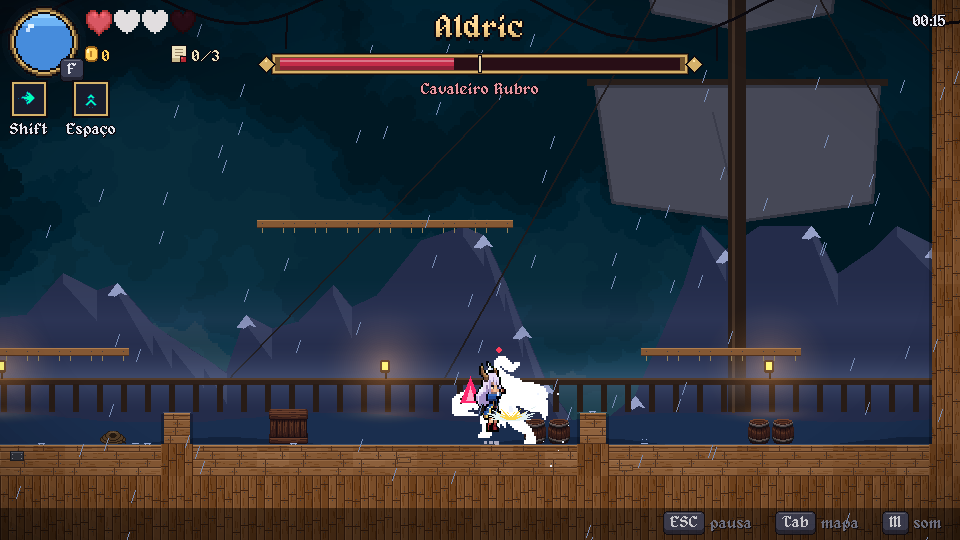 Aldric
00:15
0
0/3
F
Cavaleiro Rubro
Shift
Espaço
ESC pausa
Tab mapa
M som